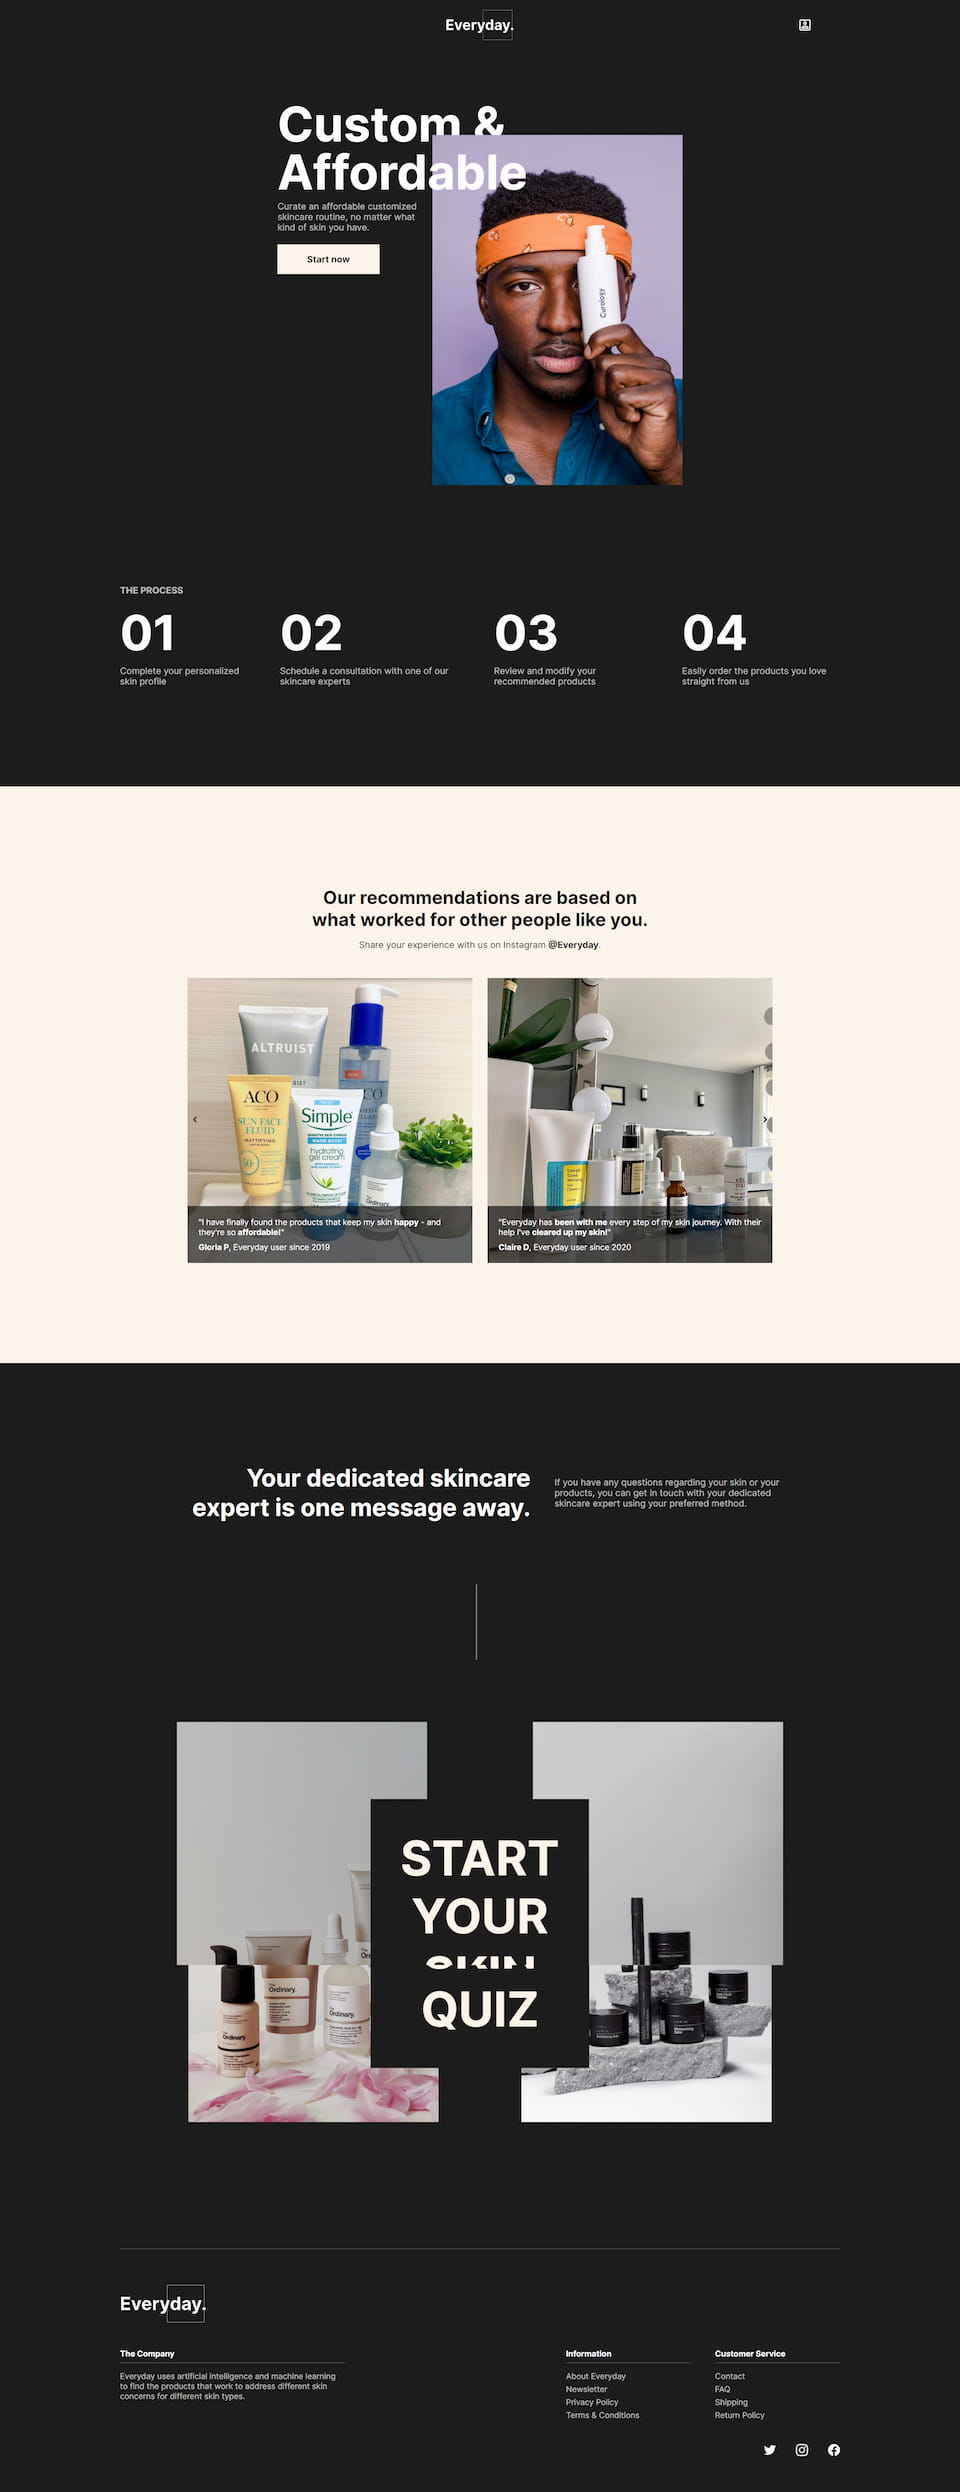 Everyday.
Custom &
Affordable
Curate an affordable customized
skincare routine, no matter what
kind of skin you have.
Start now
Curology
THE PROCESS
01
Complete your personalized
skin profile
02
Schedule a consultation with one of our
skincare experts
03
Review and modify your
recommended products
04
Easily order the products you love
straight from us
Our recommendations are based on
what worked for other people like you.
Share your experience with us on Instagram @Everyday.
ALTRUIST
ACO
SUN FACE
FLUID
MATTIFYING
50+
Simple
WATER BOOST
hydrating
gel cream
The
Ordinary.
"I have finally found the products that keep my skin happy - and
they're so affordable!"
Gloria P, Everyday user since 2019
"Everyday has been with me every step of my skin journey. With their
help I've cleared up my skin!"
Claire D, Everyday user since 2020
Your dedicated skincare
expert is one message away.
If you have any questions regarding your skin or your
products, you can get in touch with your dedicated
skincare expert using your preferred method.
START
YOUR
SKIN
QUIZ
The
Ordinary.
The
Ordinary.
The
Ordinary.
Everyday.
The Company
Everyday uses artificial intelligence and machine learning
to find the products that work to address different skin
concerns for different skin types.
Information
About Everyday
Newsletter
Privacy Policy
Terms & Conditions
Customer Service
Contact
FAQ
Shipping
Return Policy